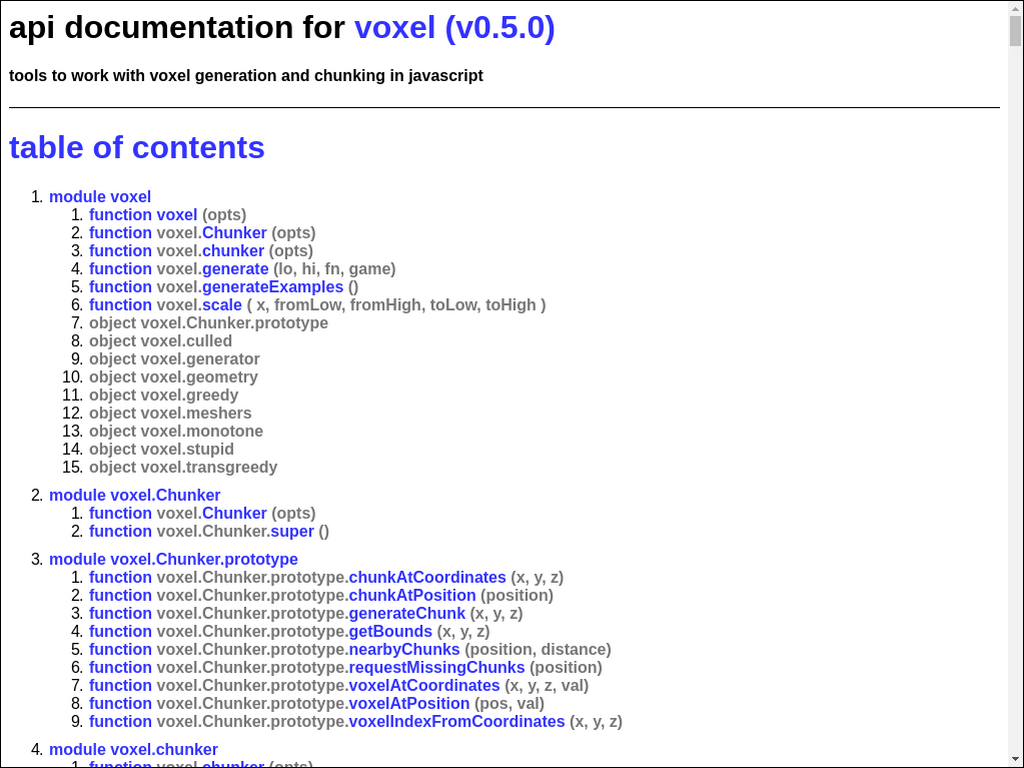 api documentation for voxel (v0.5.0)
tools to work with voxel generation and chunking in javascript
table of contents
1. module voxel
1. function voxel (opts)
2. function voxel.Chunker (opts)
3. function voxel.chunker (opts)
4. function voxel.generate (lo, hi, fn, game)
5. function voxel.generateExamples ()
6. function voxel.scale ( x, fromLow, fromHigh, toLow, toHigh )
7. object voxel.Chunker.prototype
8. object voxel.culled
9. object voxel.generator
10. object voxel.geometry
11. object voxel.greedy
12. object voxel.meshers
13. object voxel.monotone
14. object voxel.stupid
15. object voxel.transgreedy
2. module voxel.Chunker
1. function voxel.Chunker (opts)
2. function voxel.Chunker.super ()
3. module voxel.Chunker.prototype
1. function voxel.Chunker.prototype.chunkAtCoordinates (x, y, z)
2. function voxel.Chunker.prototype.chunkAtPosition (position)
3. function voxel.Chunker.prototype.generateChunk (x, y, z)
4. function voxel.Chunker.prototype.getBounds (x, y, z)
5. function voxel.Chunker.prototype.nearbyChunks (position, distance)
6. function voxel.Chunker.prototype.requestMissingChunks (position)
7. function voxel.Chunker.prototype.voxelAtCoordinates (x, y, z, val)
8. function voxel.Chunker.prototype.voxelAtPosition (pos, val)
9. function voxel.Chunker.prototype.voxelIndexFromCoordinates (x, y, z)
4. module voxel.chunker
1. function voxel.chunker (opts)